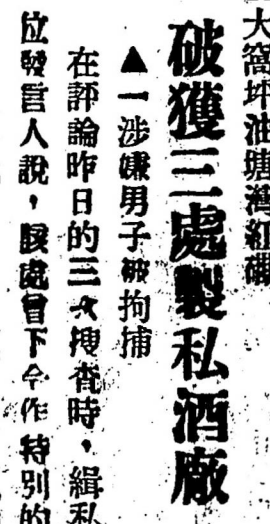 大窩坪油塘灣紅磡
破獲三處製私酒廠
▲一涉嫌男子被拘捕
在評論昨日的三次搜查時，緝私
位發言人說，該處曾下令作特別的